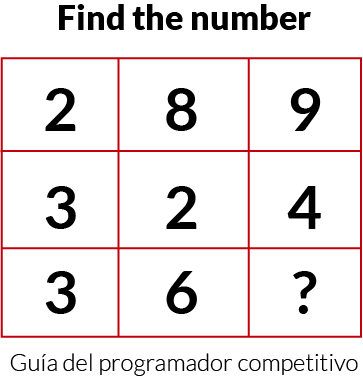 Find the number
2 8 9
3 2 4
3 6 ?
Guía del programador competitivo